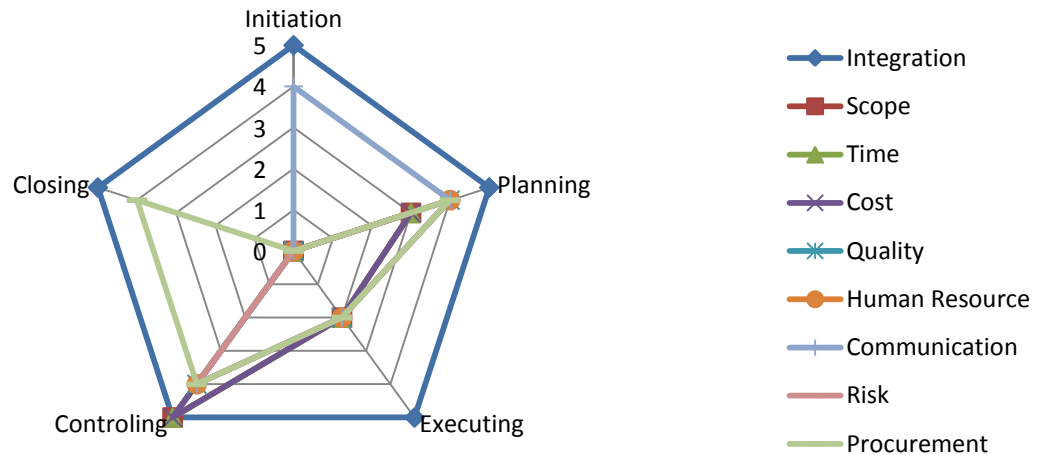 Initiation
5
4
3
2
1
0
Planning
Executing
Controling
Closing
Integration
Scope
Time
Cost
Quality
Human Resource
Communication
Risk
Procurement